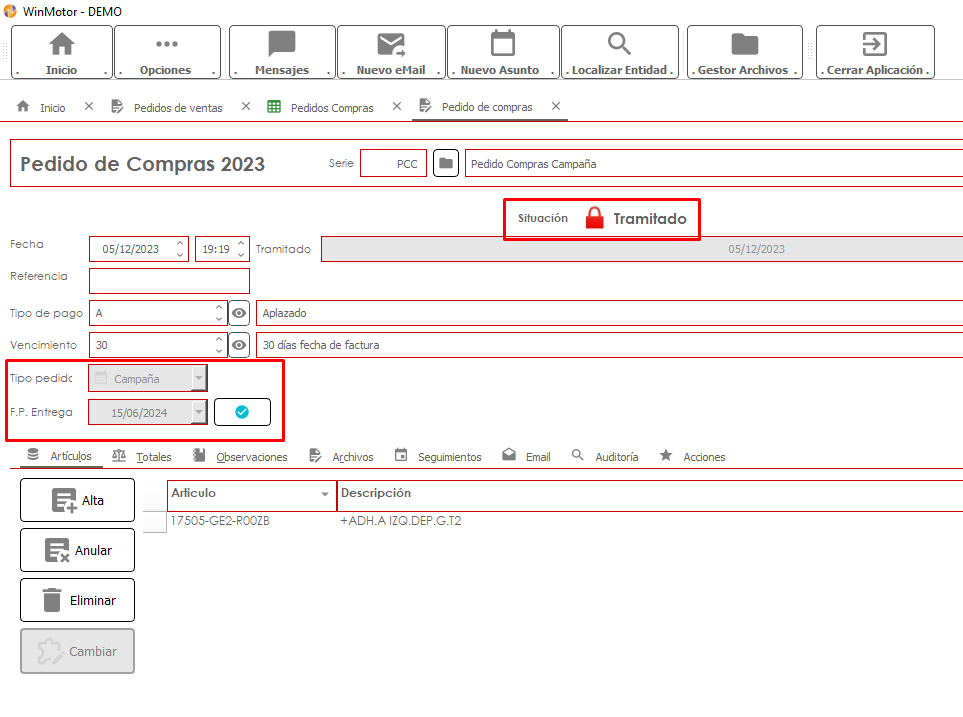 WinMotor - DEMO
. Inicio .
. Opciones .
. Mensajes .
. Nuevo eMail .
. Nuevo Asunto .
. Localizar Entidad .
. Gestor Archivos .
. Cerrar Aplicación .
Inicio
Pedidos de ventas
Pedidos Compras
Pedido de compras
Pedido de Compras 2023
Serie PCC Pedido Compras Campaña
Situación Tramitado
Fecha 05/12/2023 19:19 Tramitado 05/12/2023
Referencia
Tipo de pago A Aplazado
Vencimiento 30 30 días fecha de factura
Tipo pedido Campaña
F.P. Entrega 15/06/2024
Artículos
Totales
Observaciones
Archivos
Seguimientos
Email
Auditoría
Acciones
Alta
Anular
Eliminar
Cambiar
Articulo Descripción
17505-GE2-R00ZB +ADH.A IZQ.DEP.G.T2